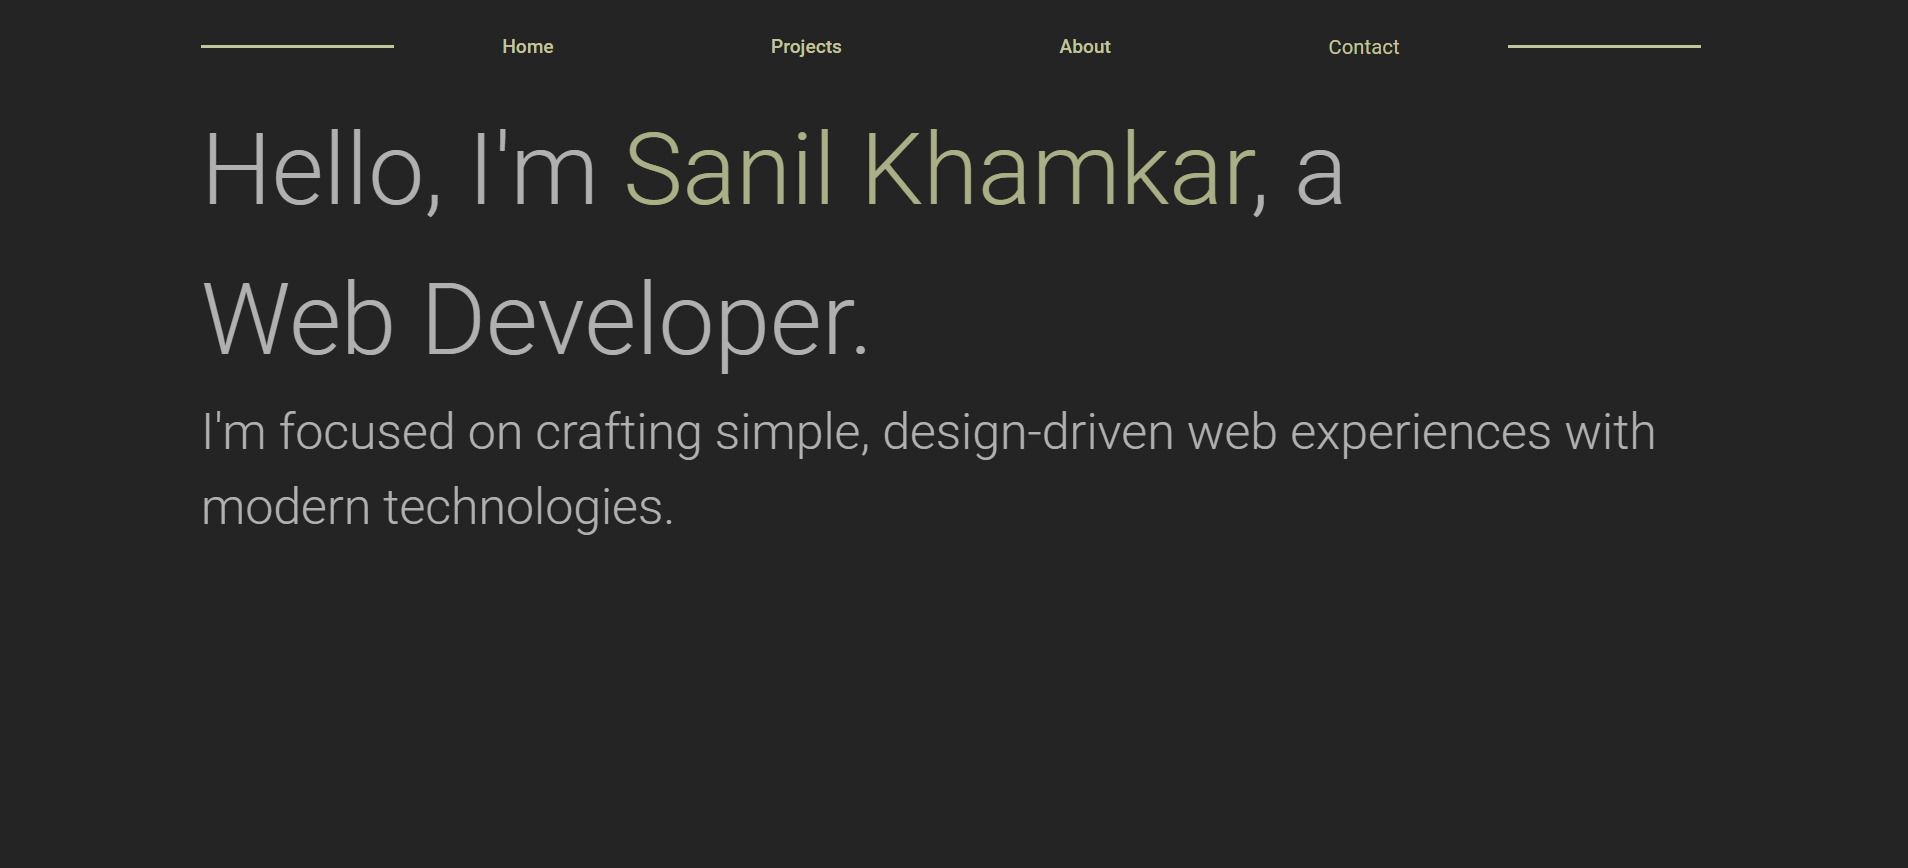 Home Projects About Contact
Hello, I'm Sanil Khamkar, a
Web Developer.
I'm focused on crafting simple, design-driven web experiences with
modern technologies.